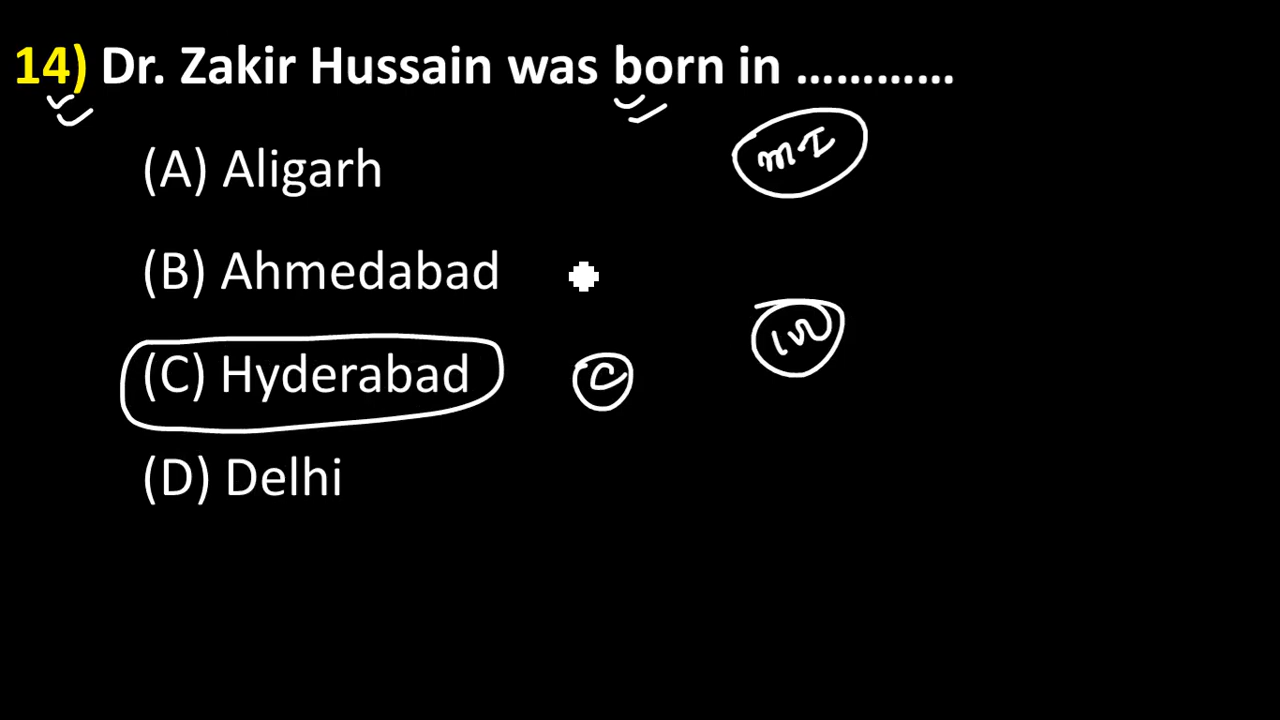 14) Dr. Zakir Hussain was born in ............
(A) Aligarh
M.I
(B) Ahmedabad
(C) Hyderabad
C
(D) Delhi